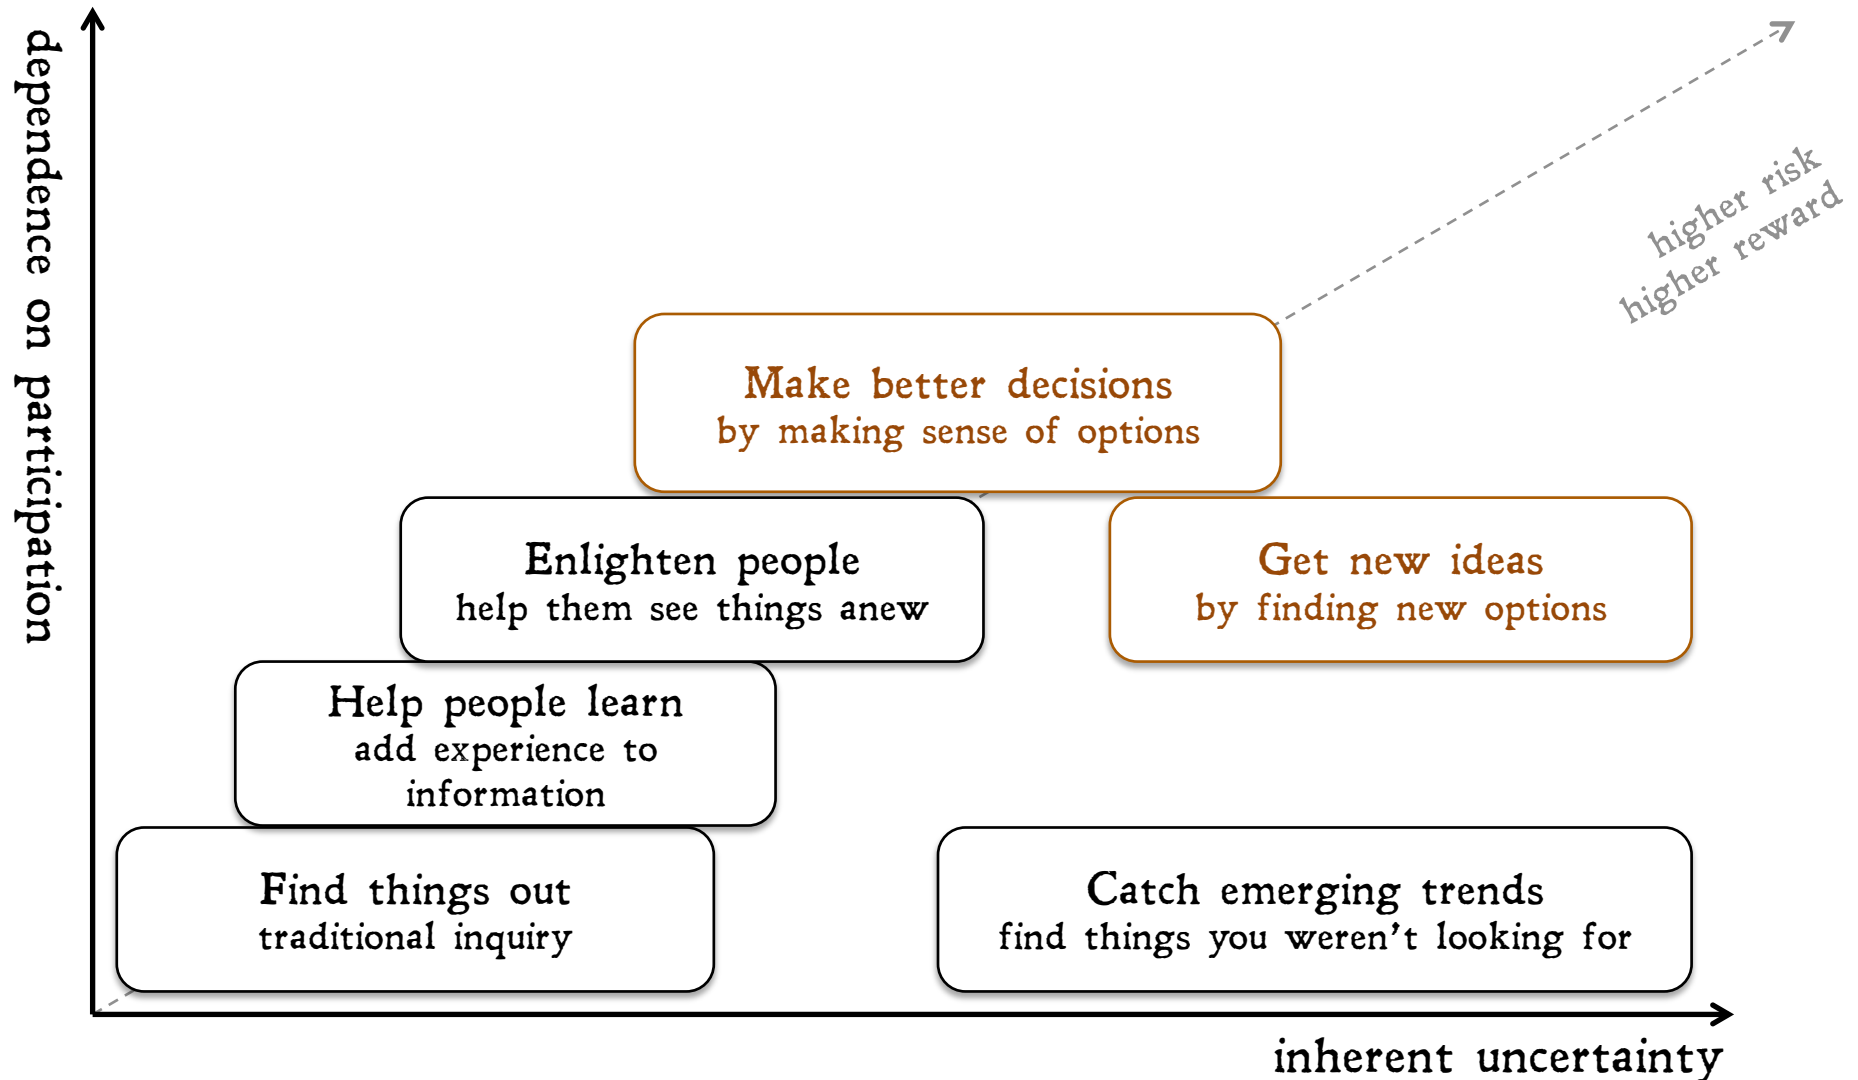 dependence on participation
higher risk
higher reward
Make better decisions
by making sense of options
Enlighten people
help them see things anew
Get new ideas
by finding new options
Help people learn
add experience to
information
Find things out
traditional inquiry
Catch emerging trends
find things you weren't looking for
inherent uncertainty